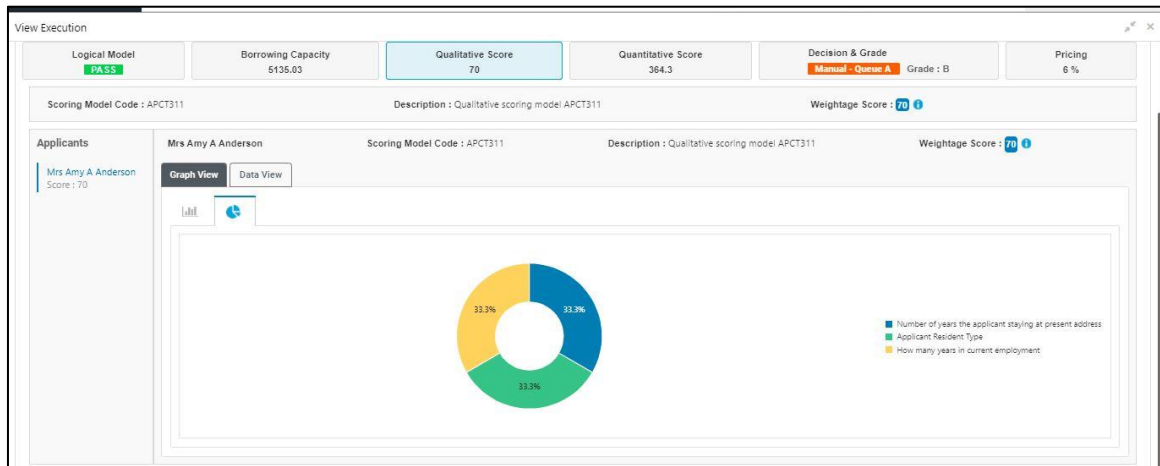 View Execution
Logical Model
PASS
Borrowing Capacity
5135.03
Qualitative Score
70
Quantitative Score
364.3
Decision & Grade
Manual - Queue A Grade : B
Pricing
6 %
Scoring Model Code : APCT311 Description : Qualitative scoring model APCT311 Weightage Score : 70
Applicants
Mrs Amy A Anderson
Score : 70
Mrs Amy A Anderson Scoring Model Code : APCT311 Description : Qualitative scoring model APCT311 Weightage Score : 70
Graph View Data View
33.3% 33.3%
33.3%
Number of years the applicant staying at present address
Applicant Resident Type
How many years in current employment